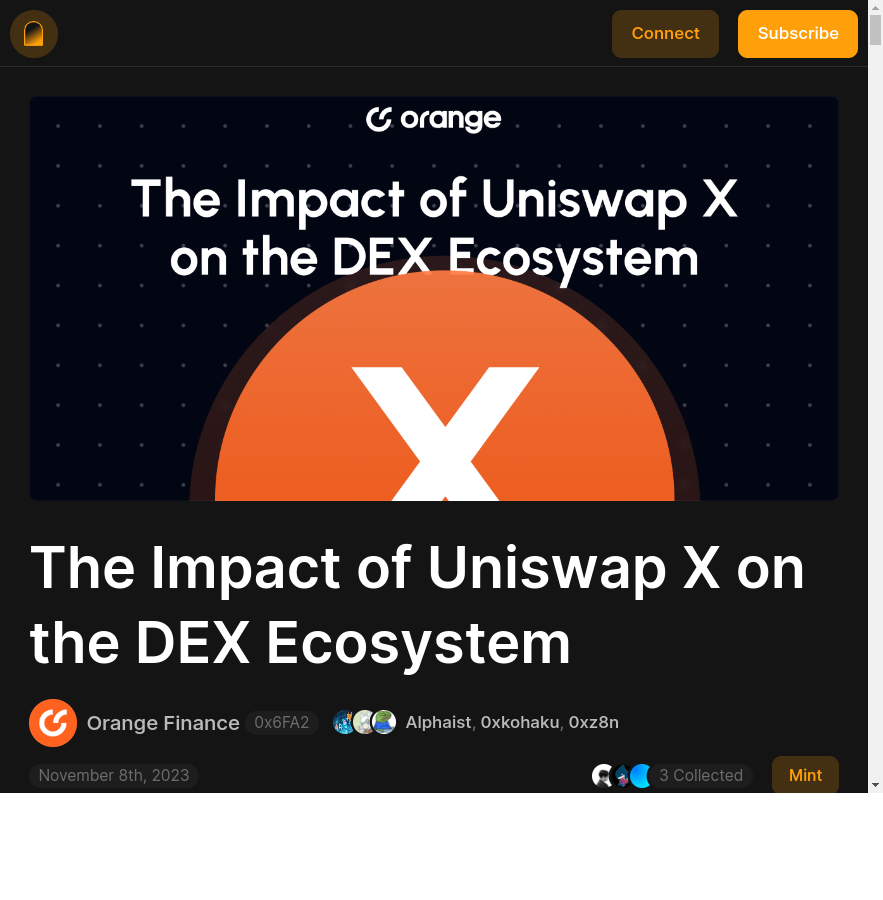 Connect
Subscribe
orange
The Impact of Uniswap X
on the DEX Ecosystem
X
The Impact of Uniswap X on
the DEX Ecosystem
Orange Finance 0x6FA2 Alphaist, 0xkohaku, 0xz8n
November 8th, 2023 3 Collected Mint